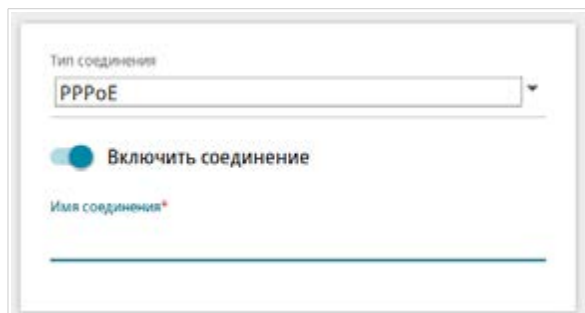 Тип соединения
PPPoE
Включить соединение
Имя соединения*